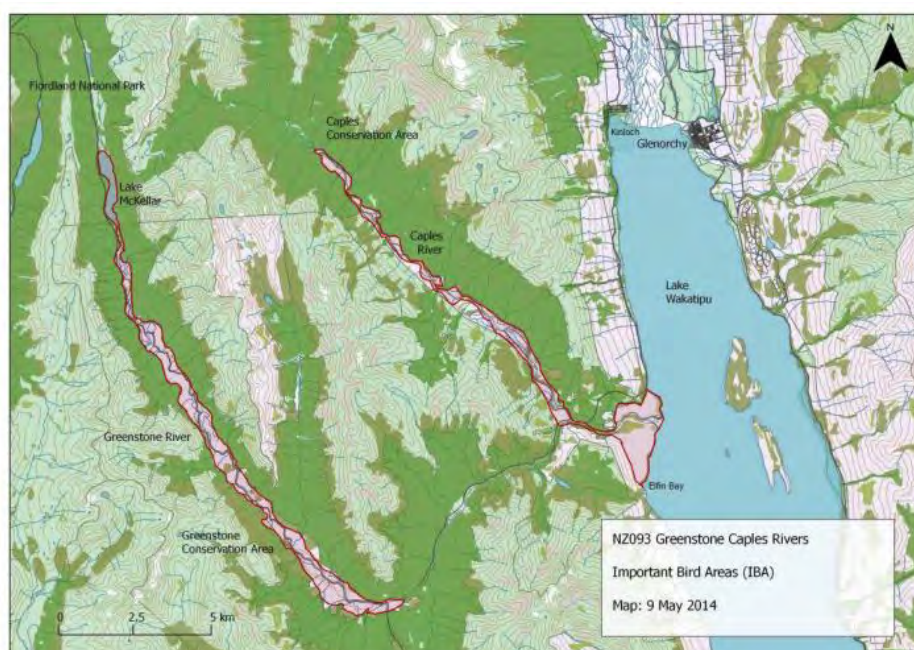 N
Fiordland National Park
Caples
Conservation Area
Kinloch
Glenorchy
Lake
McKellar
Caples
River
Lake
Wakatipu
Greenstone River
Elfin Bay
Greenstone
Conservation Area
NZ093 Greenstone Caples Rivers
Important Bird Areas (IBA)
Map: 9 May 2014
0 2.5 5 km